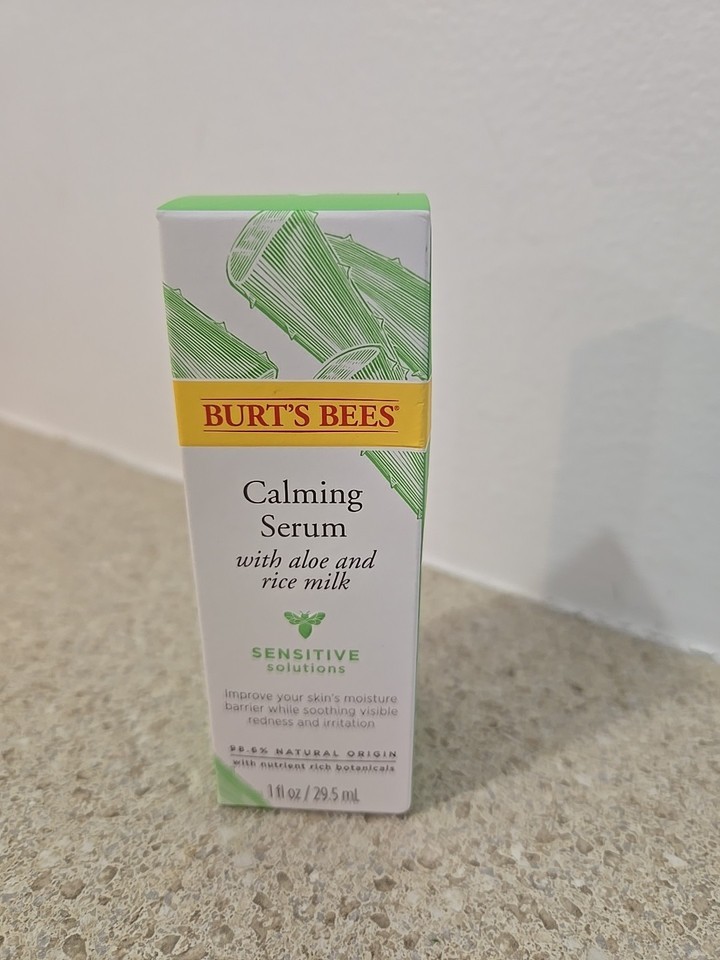 BURT'S BEES®
Calming
Serum
with aloe and
rice milk
SENSITIVE
solutions
Improve your skin's moisture
barrier while soothing visible
redness and irritation
98.8% NATURAL ORIGIN
with nutrient rich botanicals
1 fl oz / 29.5 mL